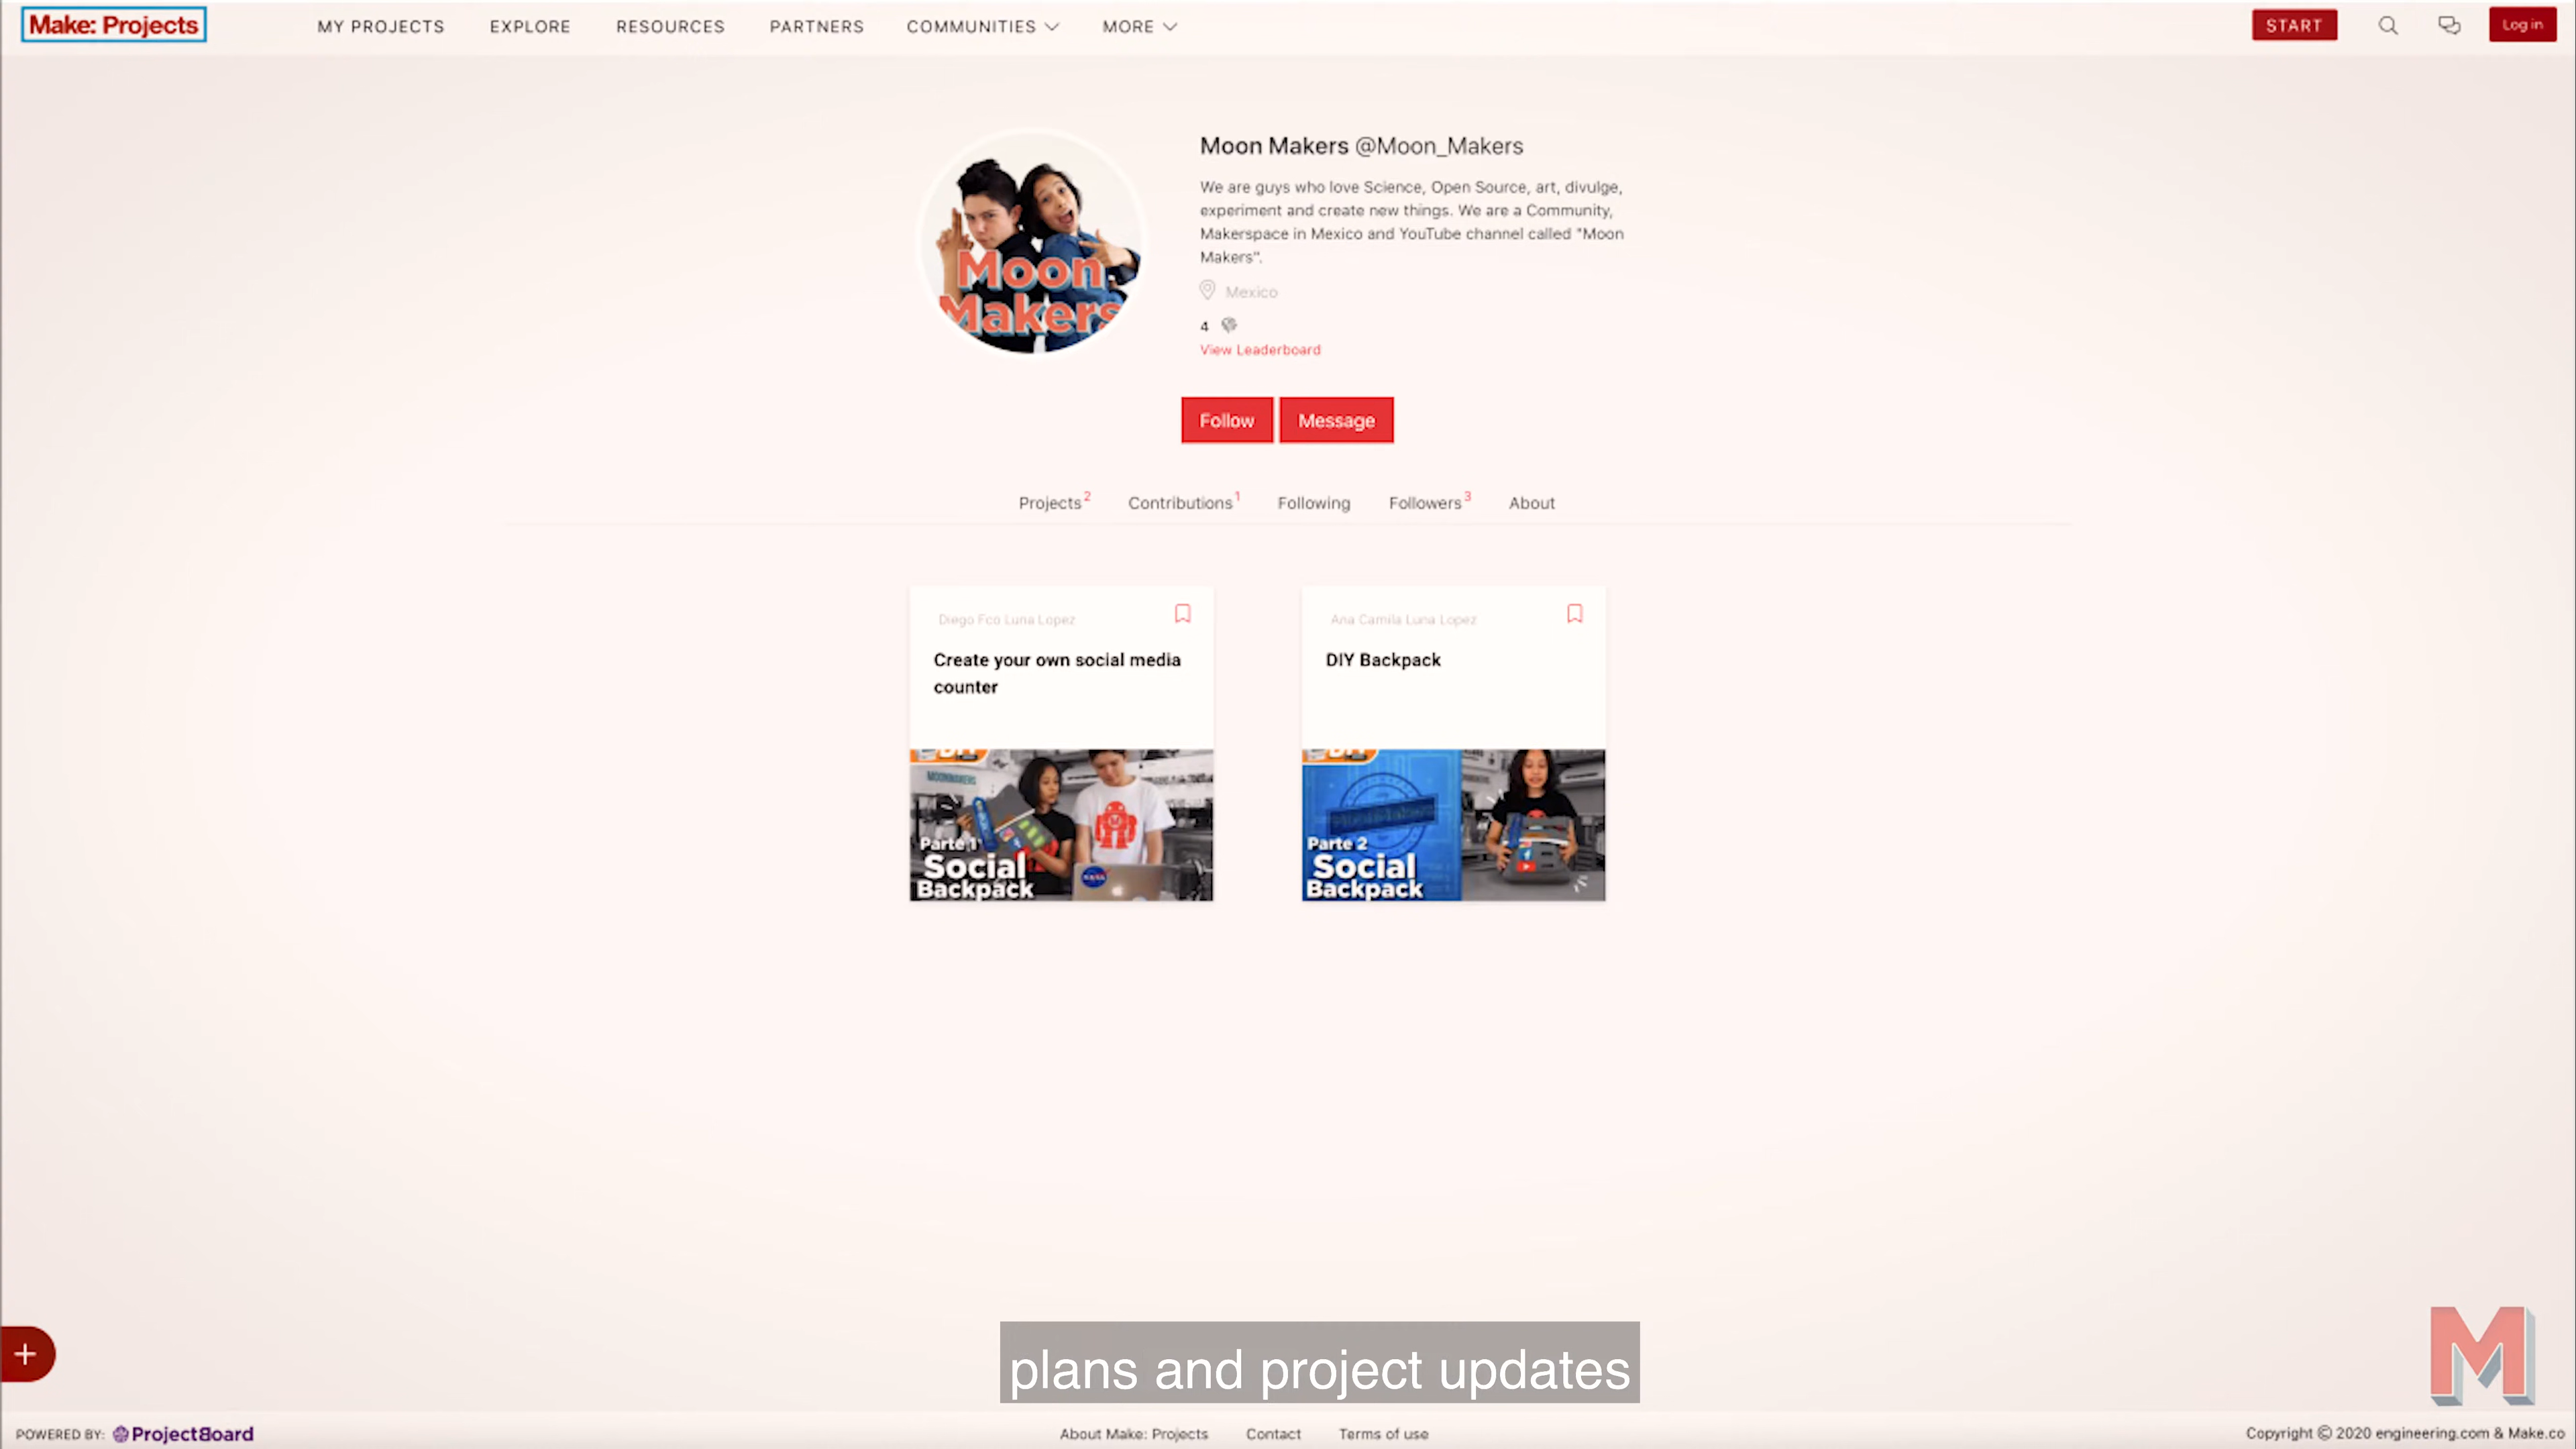 Make: Projects
MY PROJECTS
EXPLORE
RESOURCES
PARTNERS
COMMUNITIES
MORE
START
Log in
Moon Makers @Moon_Makers
We are guys who love Science, Open Source, art, divulge,
experiment and create new things. We are a Community,
Makerspace in Mexico and YouTube channel called "Moon
Makers".
Mexico
4
View Leaderboard
Moon
Makers
Follow
Message
Projects 2
Contributions 1
Following
Followers 3
About
Diego Fco Luna Lopez
Create your own social media
counter
MOONMAKERS
Parte 1
Social
Backpack
NASA
Ana Camila Luna Lopez
DIY Backpack
DIY
Parte 2
Social
Backpack
plans and project updates
M
POWERED BY: ProjectBoard
About Make: Projects
Contact
Terms of use
Copyright © 2020 engineering.com & Make.co